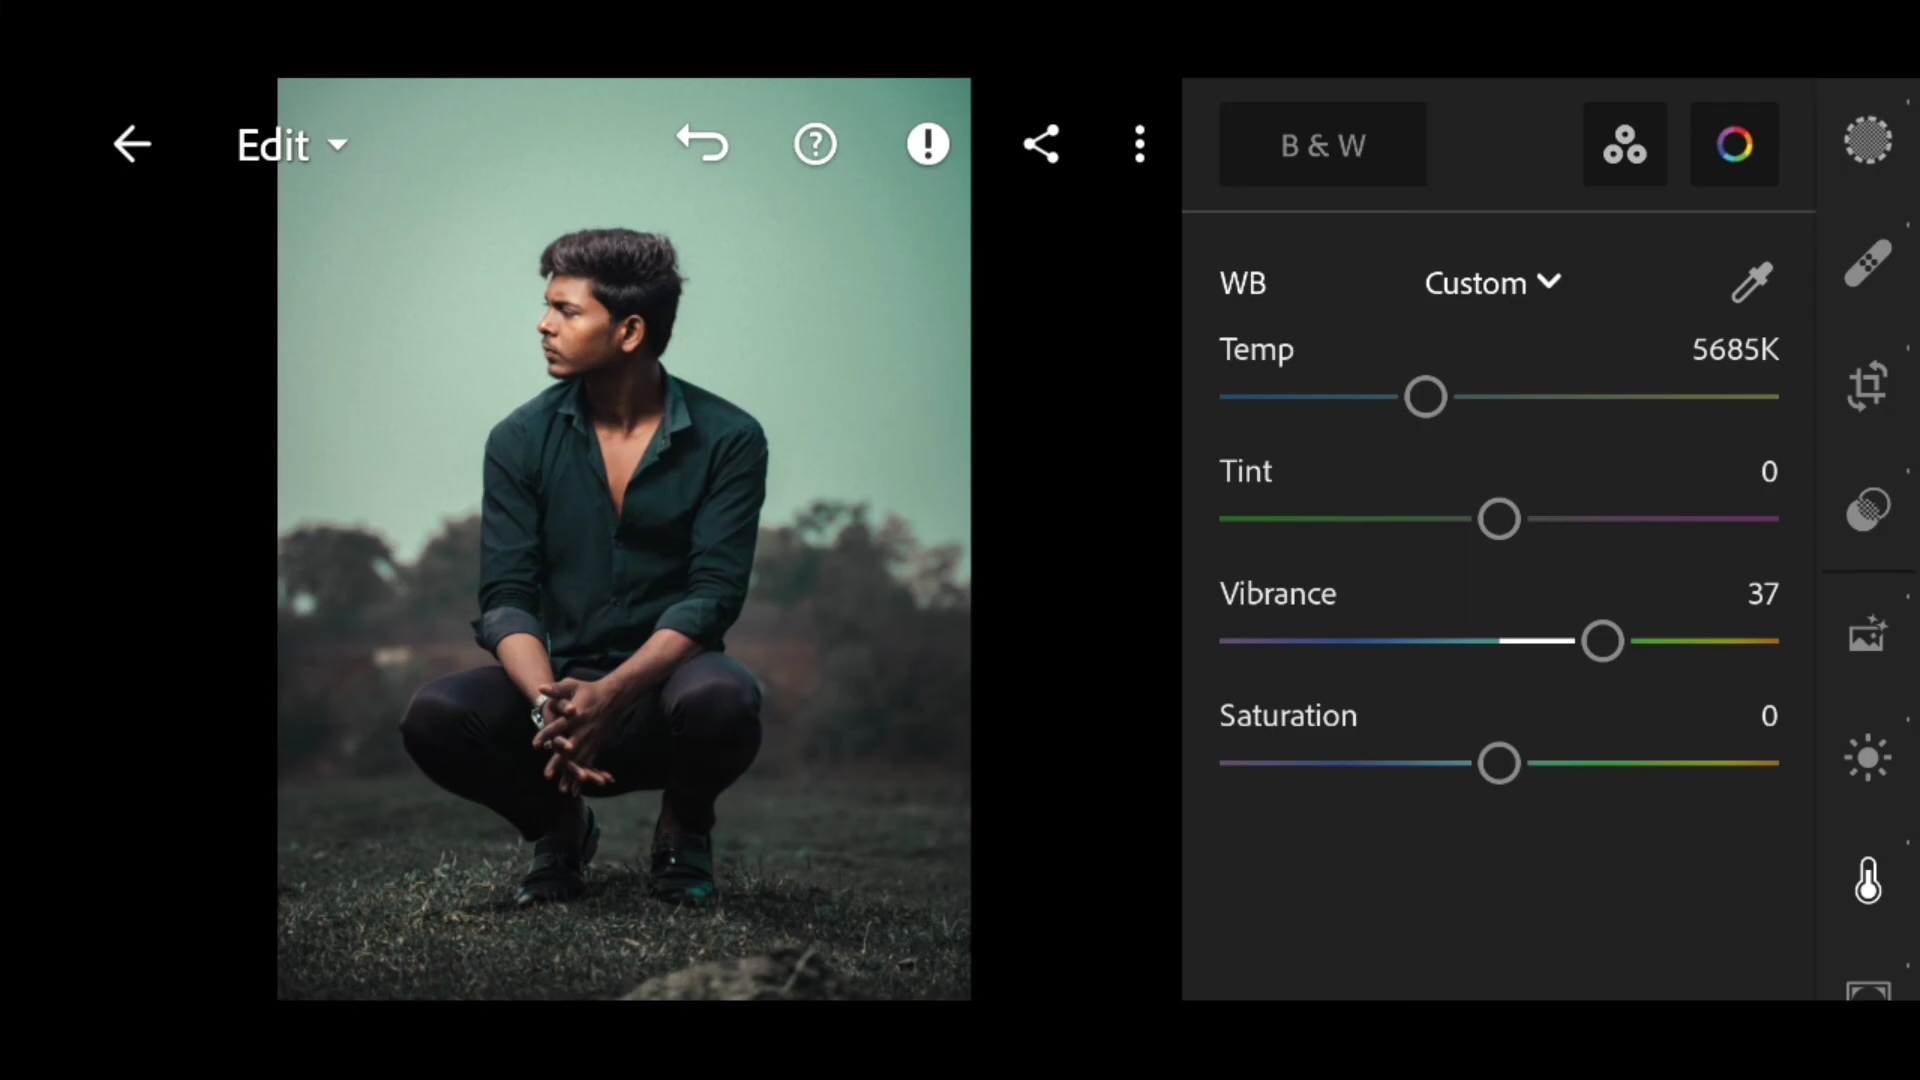 Edit
B & W
WB Custom
Temp 5685K
Tint 0
Vibrance 37
Saturation 0